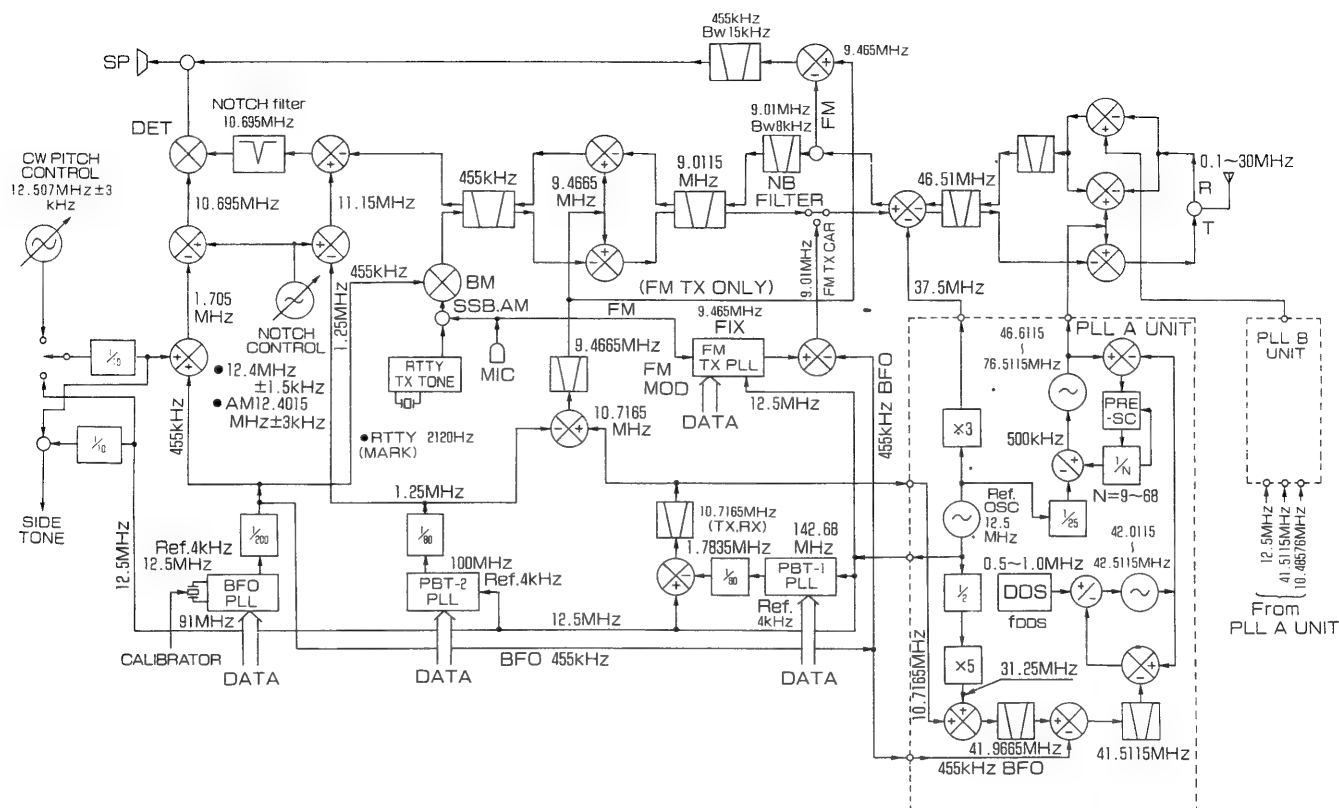 455kHz
Bw15kHz
SP
9.465MHz
NOTCH filter
10.695MHz
DET
9.01MHz
Bw8kHz
FM
CW PITCH
CONTROL
12.507MHz±3
kHz
455kHz
9.4665
MHz
9.0115
MHz
NB
FILTER
46.51MHz
0.1~30MHz
R
T
10.695MHz
11.15MHz
455kHz
BM
(FM TX ONLY)
9.01MHz
FM TX CAR
37.5MHz
1.705
MHz
NOTCH
CONTROL
1.25MHz
SSB.AM
FM
9.465MHz
FIX
46.6115
~
76.5115MHz
PLL A UNIT
PLL B
UNIT
1/10
• 12.4MHz
±1.5kHz
• AM12.4015
MHz±3kHz
RTTY
TX TONE
MIC
9.4665MHz
FM
MOD
FM
TX PLL
DATA
12.5MHz
455kHz BFO
×3
PRE
-SC
500kHz
1/N
N=9~68
455kHz
1/10
• RTTY 2120Hz
(MARK)
10.7165
MHz
Ref.
OSC
12.5
MHz
1/25
SIDE
TONE
12.5MHz
1.25MHz
10.7165MHz
(TX,RX)
142.68
MHz
42.0115
~
42.5115MHz
12.5MHz
41.5115MHz
10.48576MHz
From
PLL A UNIT
1/200
Ref.4kHz
12.5MHz
BFO
PLL
91MHz
CALIBRATOR
DATA
1/80
100MHz
PBT-2
PLL
Ref.4kHz
DATA
1.7835MHz
1/80
PBT-1
PLL
Ref.
4kHz
12.5MHz
BFO 455kHz
DATA
1/2
0.5~1.0MHz
DDS
fDDS
×5
31.25MHz
10.7165MHz
41.9665MHz
41.5115MHz
455kHz BFO